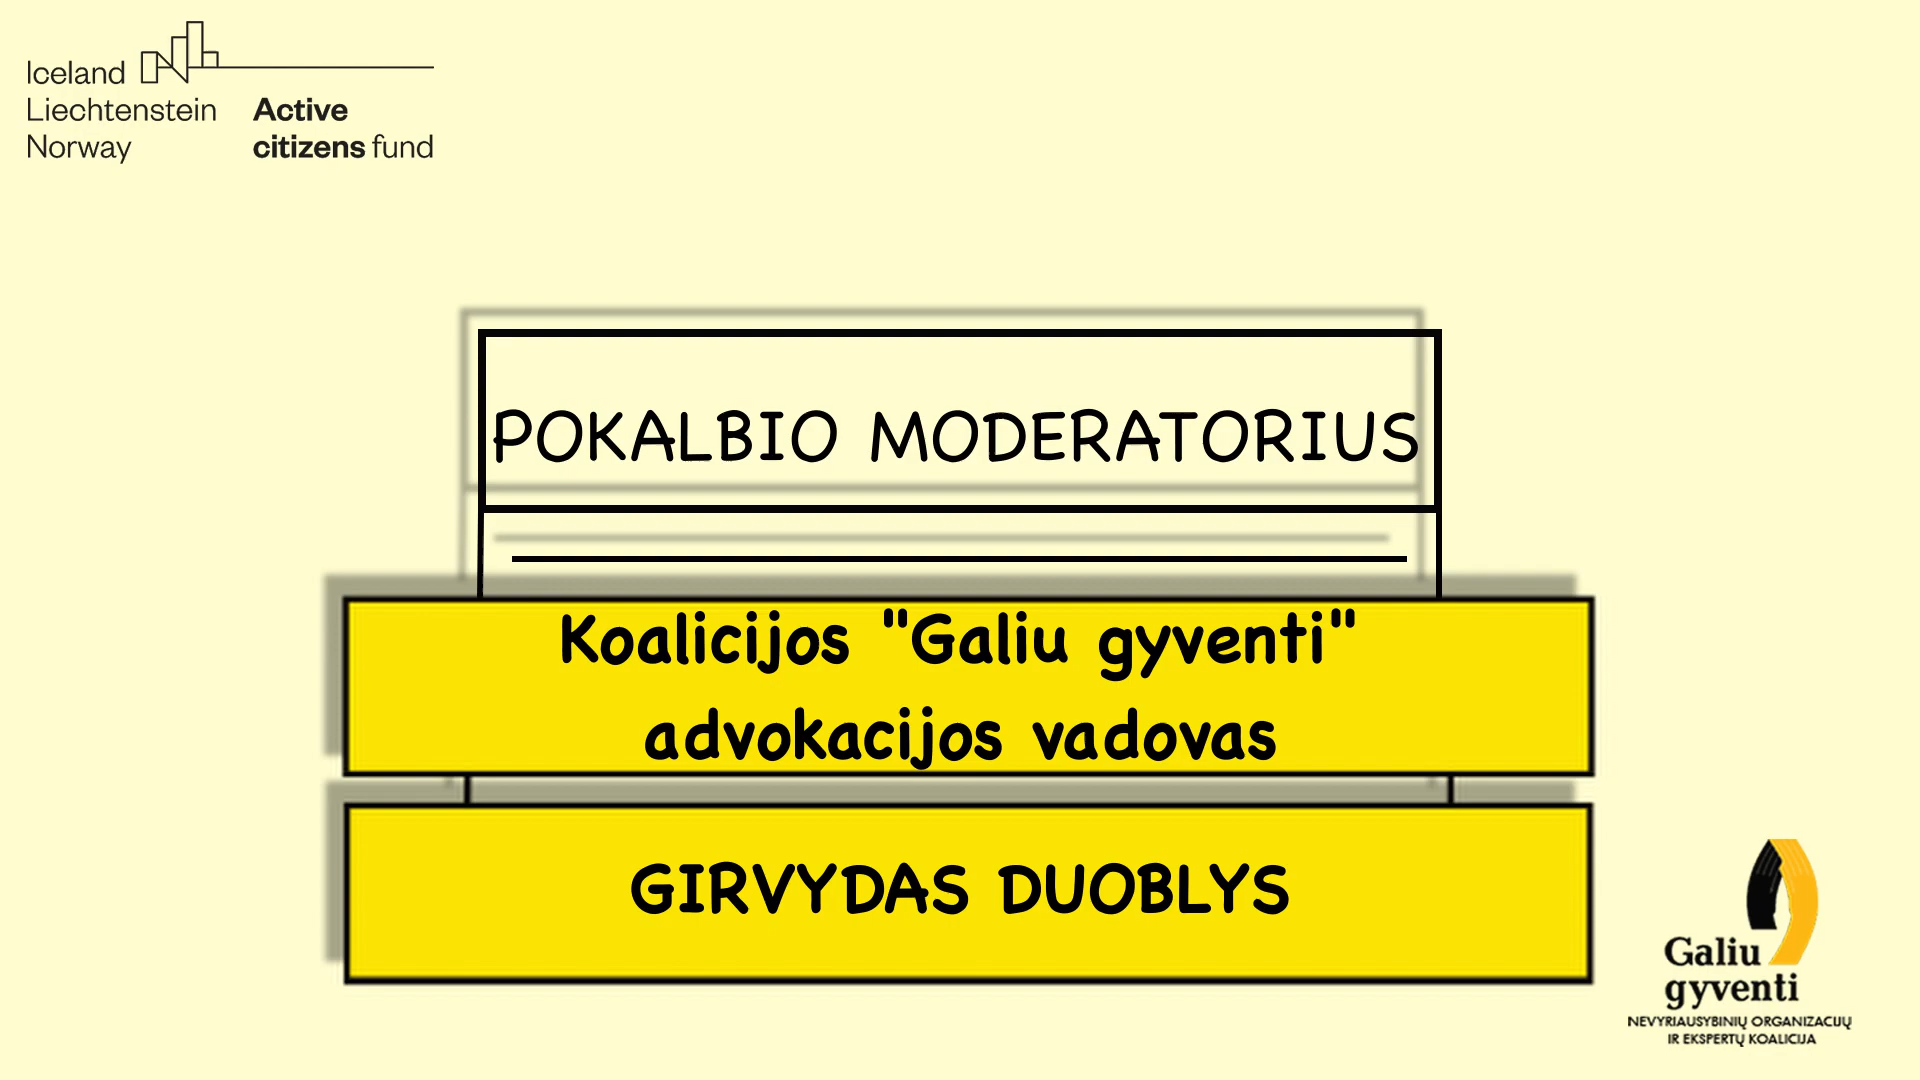 Iceland
Liechtenstein
Norway
Active
citizens fund
POKALBIO MODERATORIUS
Koalicijos "Galiu gyventi"
advokacijos vadovas
GIRVYDAS DUOBLYS
Galiu
gyventi
NEVYRIAUSYBINIŲ ORGANIZACIJŲ
IR EKSPERTŲ KOALICIJA